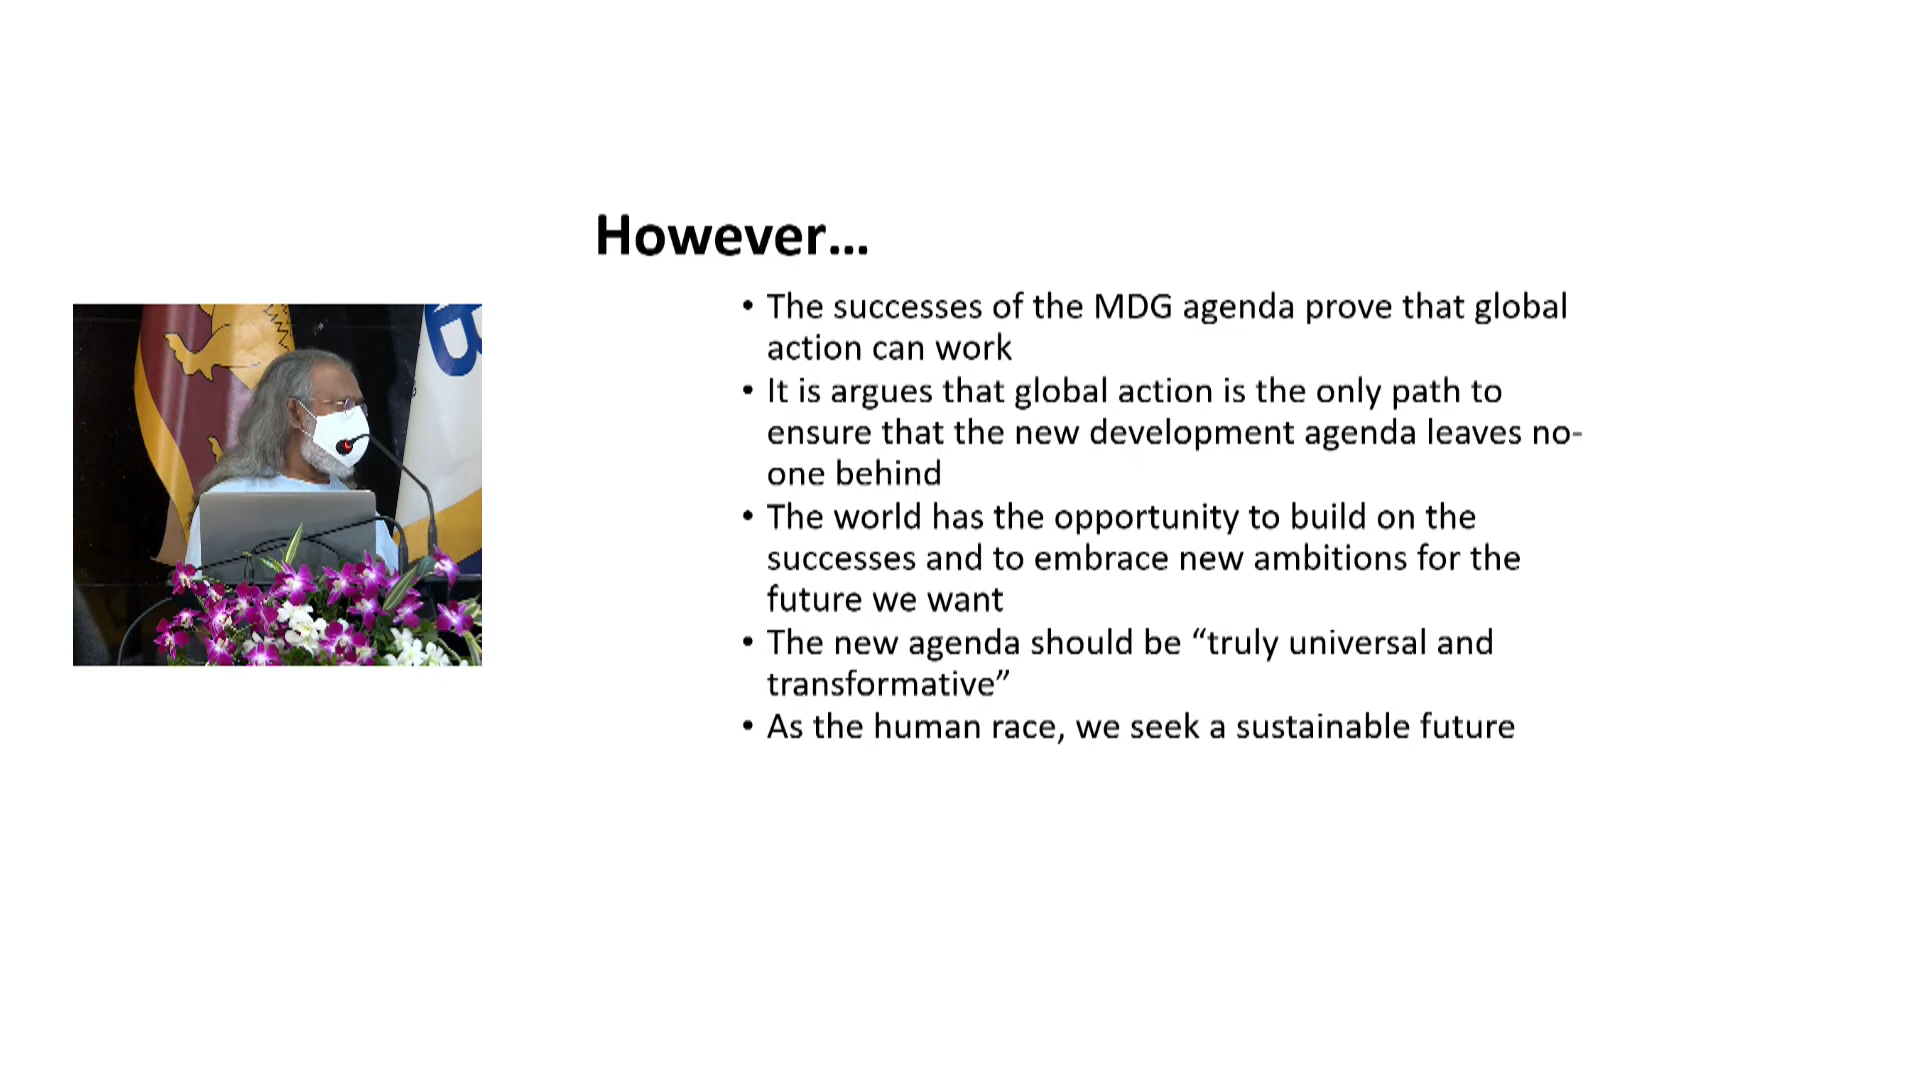 However...
• The successes of the MDG agenda prove that global
action can work
• It is argues that global action is the only path to
ensure that the new development agenda leaves no-
one behind
• The world has the opportunity to build on the
successes and to embrace new ambitions for the
future we want
• The new agenda should be “truly universal and
transformative”
• As the human race, we seek a sustainable future
B